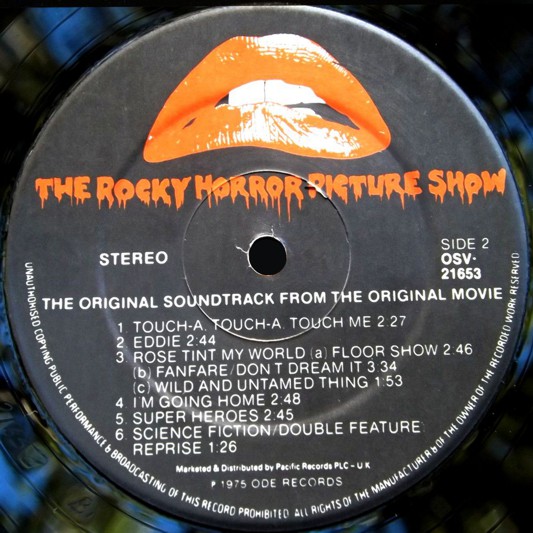 THE ROCKY HORROR PICTURE SHOW
STEREO
SIDE 2
OSV-
21653
THE ORIGINAL SOUNDTRACK FROM THE ORIGINAL MOVIE
1 TOUCH-A, TOUCH-A, TOUCH ME 2.27
2 EDDIE 2:44
3 ROSE TINT MY WORLD (a) FLOOR SHOW 2:46
(b) FANFARE/DON'T DREAM IT 3 34
(c) WILD AND UNTAMED THING 1:53
4 I'M GOING HOME 2:48
5 SUPER HEROES 2:45
6 SCIENCE FICTION/DOUBLE FEATURE
REPRISE 1:26
Marketed & Distributed by Pacific Records PLC - U K
℗ 1975 ODE RECORDS
UNAUTHORISED COPYING PUBLIC PERFORMANCE & BROADCASTING OF THIS RECORD PROHIBITED. ALL RIGHTS OF THE MANUFACTURER & OF THE OWNER OF THE RECORDED WORK RESERVED